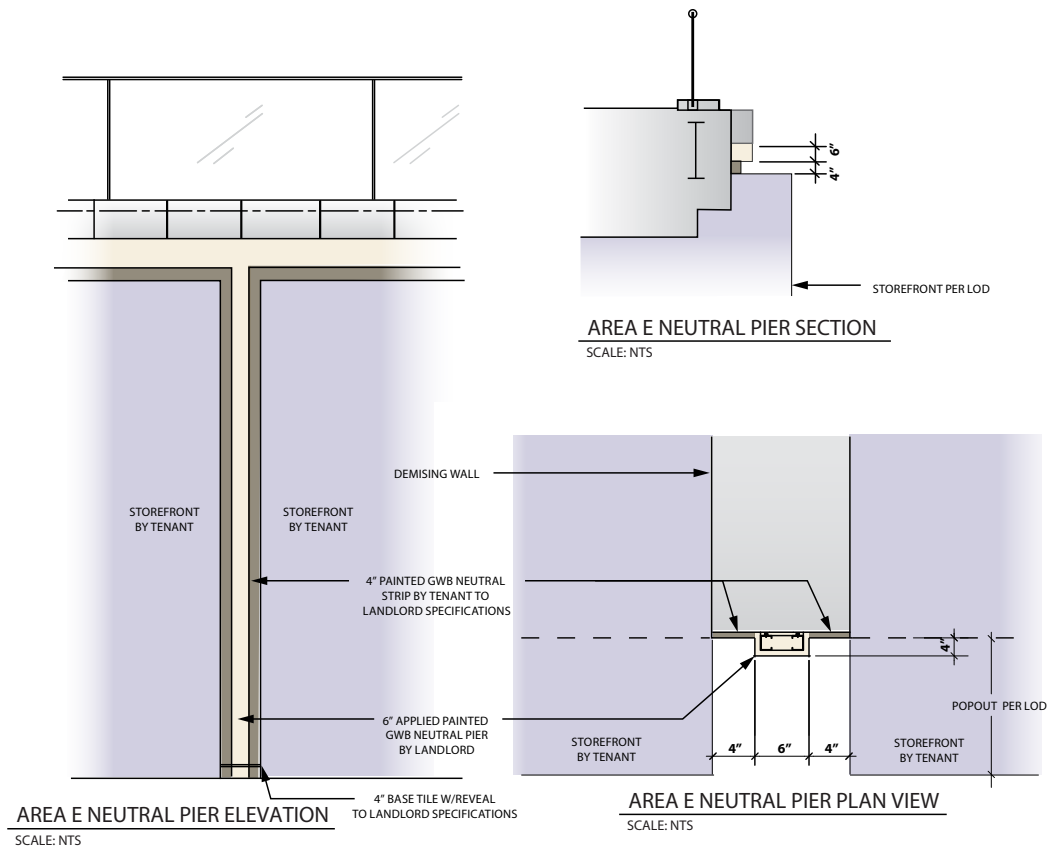 6”
4”
STOREFRONT PER LOD
AREA E NEUTRAL PIER SECTION
SCALE: NTS
DEMISING WALL
STOREFRONT
BY TENANT
STOREFRONT
BY TENANT
4” PAINTED GWB NEUTRAL
STRIP BY TENANT TO
LANDLORD SPECIFICATIONS
4”
POPOUT PER LOD
6” APPLIED PAINTED
GWB NEUTRAL PIER
BY LANDLORD
STOREFRONT
BY TENANT
4”
6”
4”
STOREFRONT
BY TENANT
4” BASE TILE W/REVEAL
TO LANDLORD SPECIFICATIONS
AREA E NEUTRAL PIER ELEVATION
SCALE: NTS
AREA E NEUTRAL PIER PLAN VIEW
SCALE: NTS